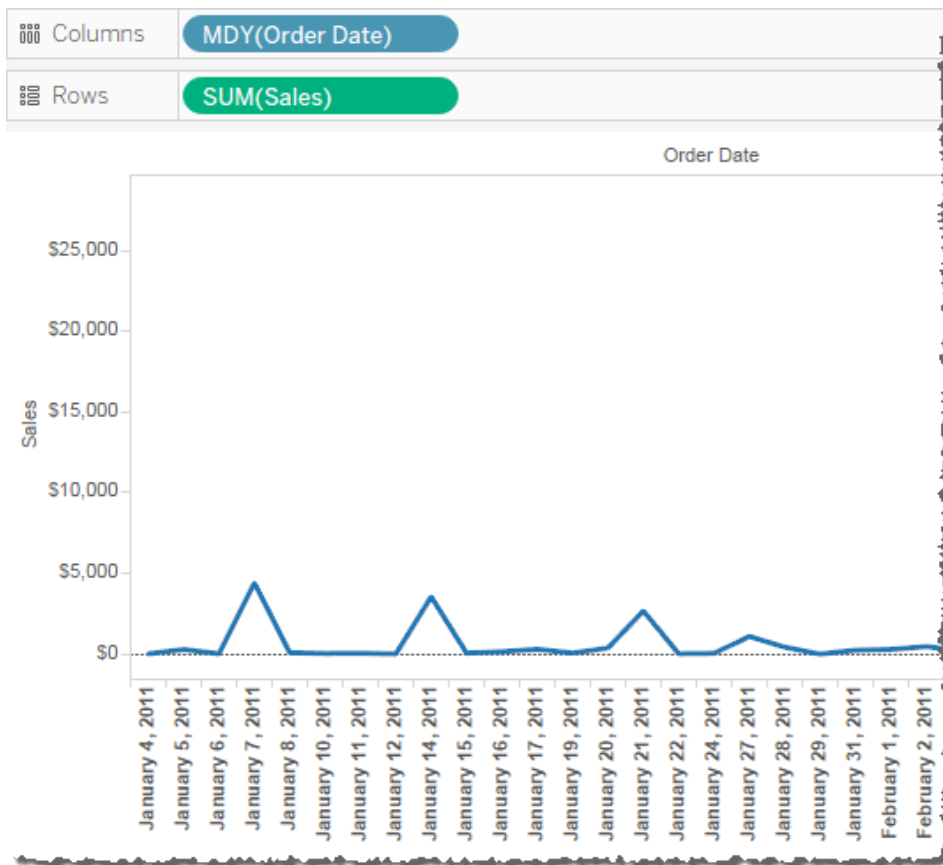 Columns MDY(Order Date)
Rows SUM(Sales)
Order Date
Sales
$25,000
$20,000
$15,000
$10,000
$5,000
$0
January 4, 2011
January 5, 2011
January 6, 2011
January 7, 2011
January 8, 2011
January 10, 2011
January 11, 2011
January 12, 2011
January 14, 2011
January 15, 2011
January 16, 2011
January 17, 2011
January 19, 2011
January 20, 2011
January 21, 2011
January 22, 2011
January 24, 2011
January 27, 2011
January 28, 2011
January 29, 2011
January 31, 2011
February 1, 2011
February 2, 2011